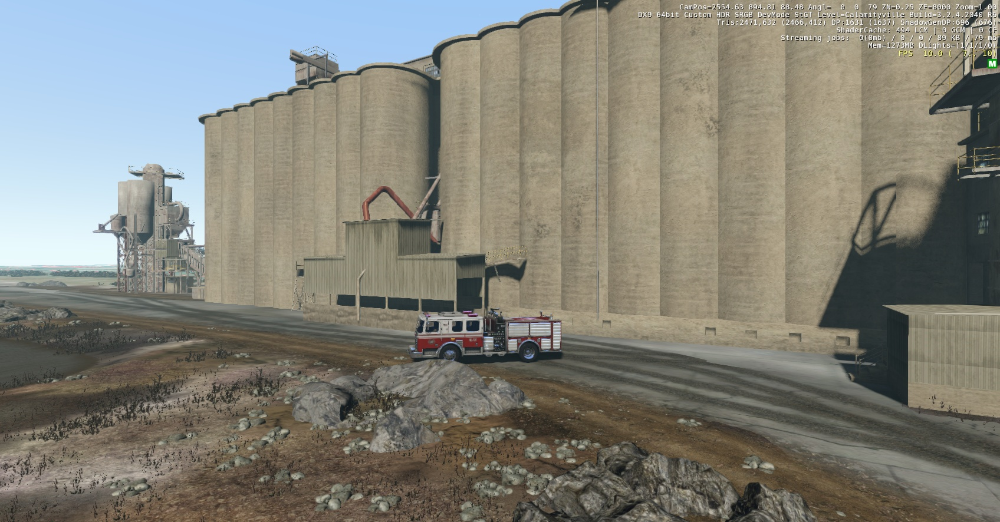 CamPos=2554.63 894.81 88.48 Angl=  0  0  79 ZN=0.25 ZF=8000 Zoom=1.00
DX9 64bit Custom HDR SRGB DevMode StGT Level=Calamityville Build=3.2.4.2040 R6
Tris:2471,632 (2466,412) DP:1631 (1637) ShadowGenDP:696 (676)
ShaderCache: 494 LCM | 0 GCM | 0 CF
Streaming jobs:  0(0mb) / 0 / 0 / 89 KB / 79 mb
Mem=1273MB DLights=(1/1/1/0)
FPS  10.0 (  7.. 10)
M